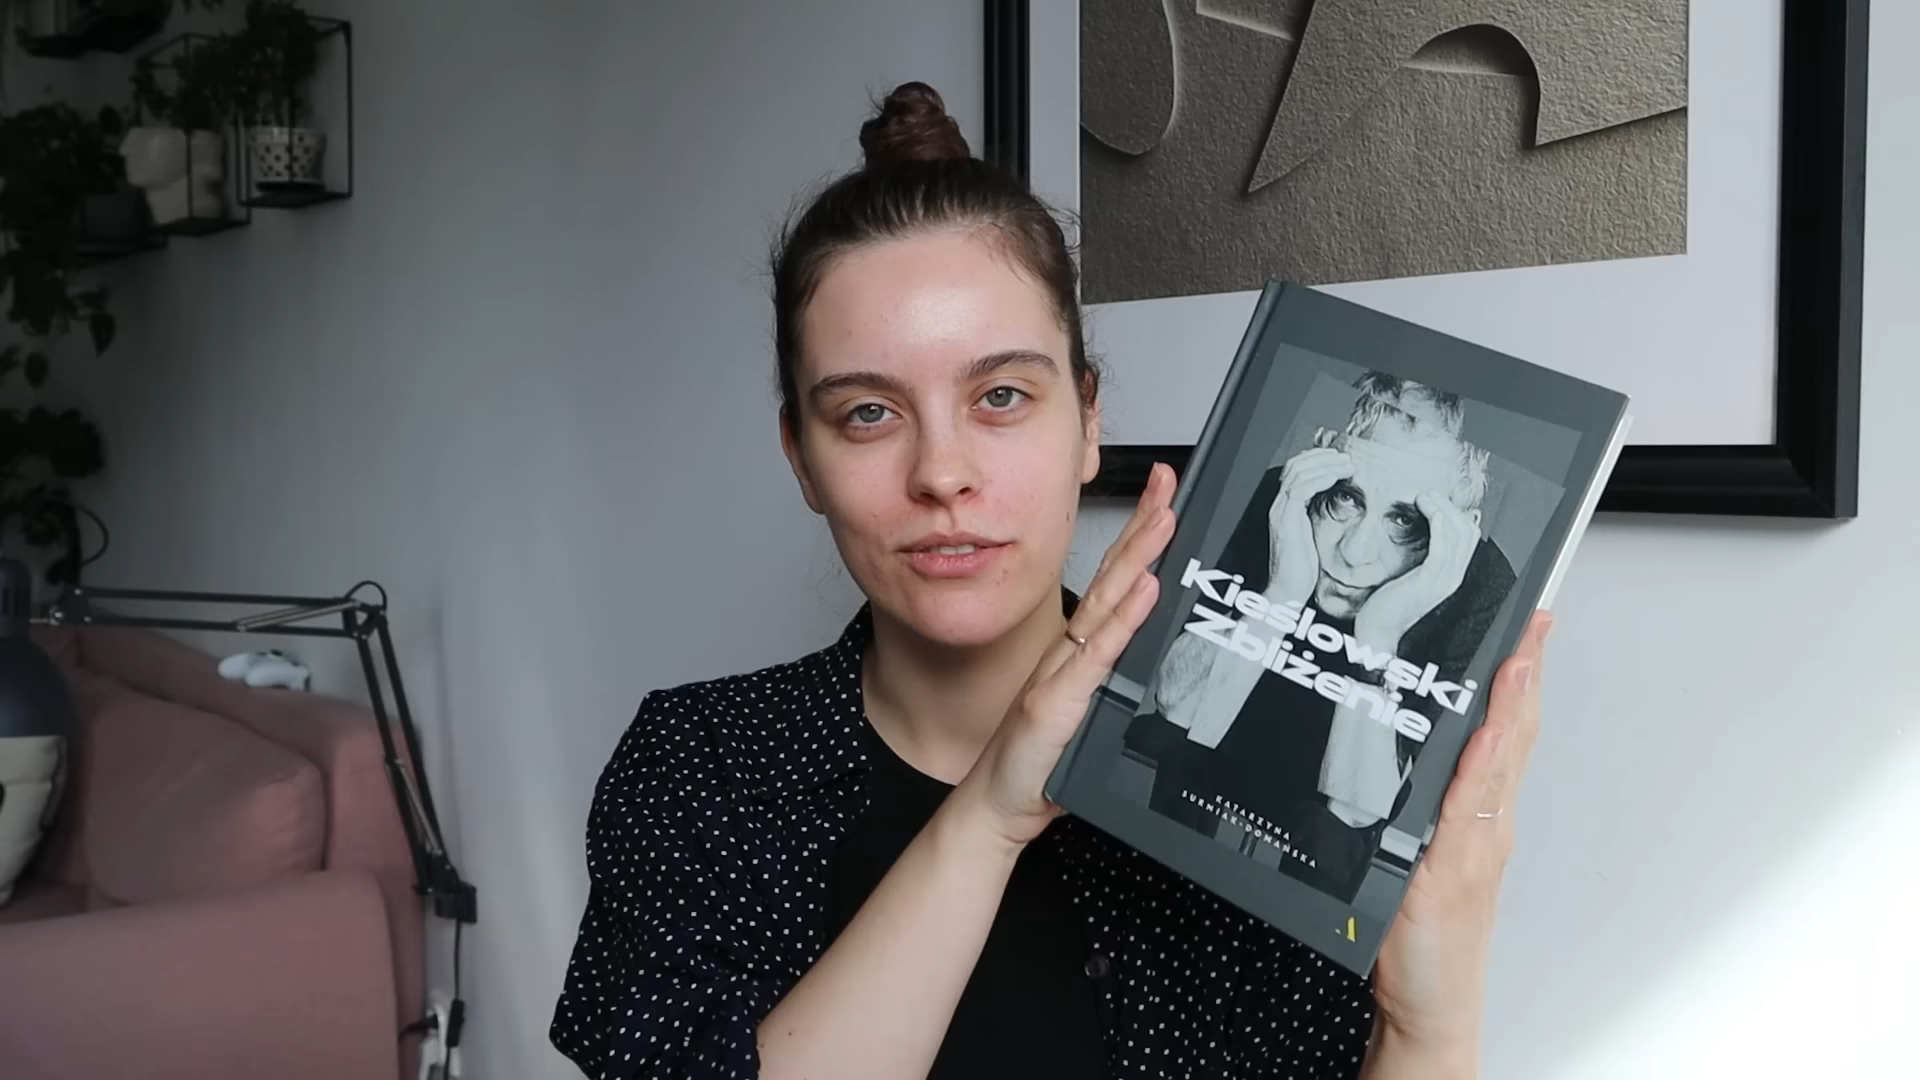 Kieślowski
Zbliżenie
KATARZYNA
SURMIAK-DOMAŃSKA
A